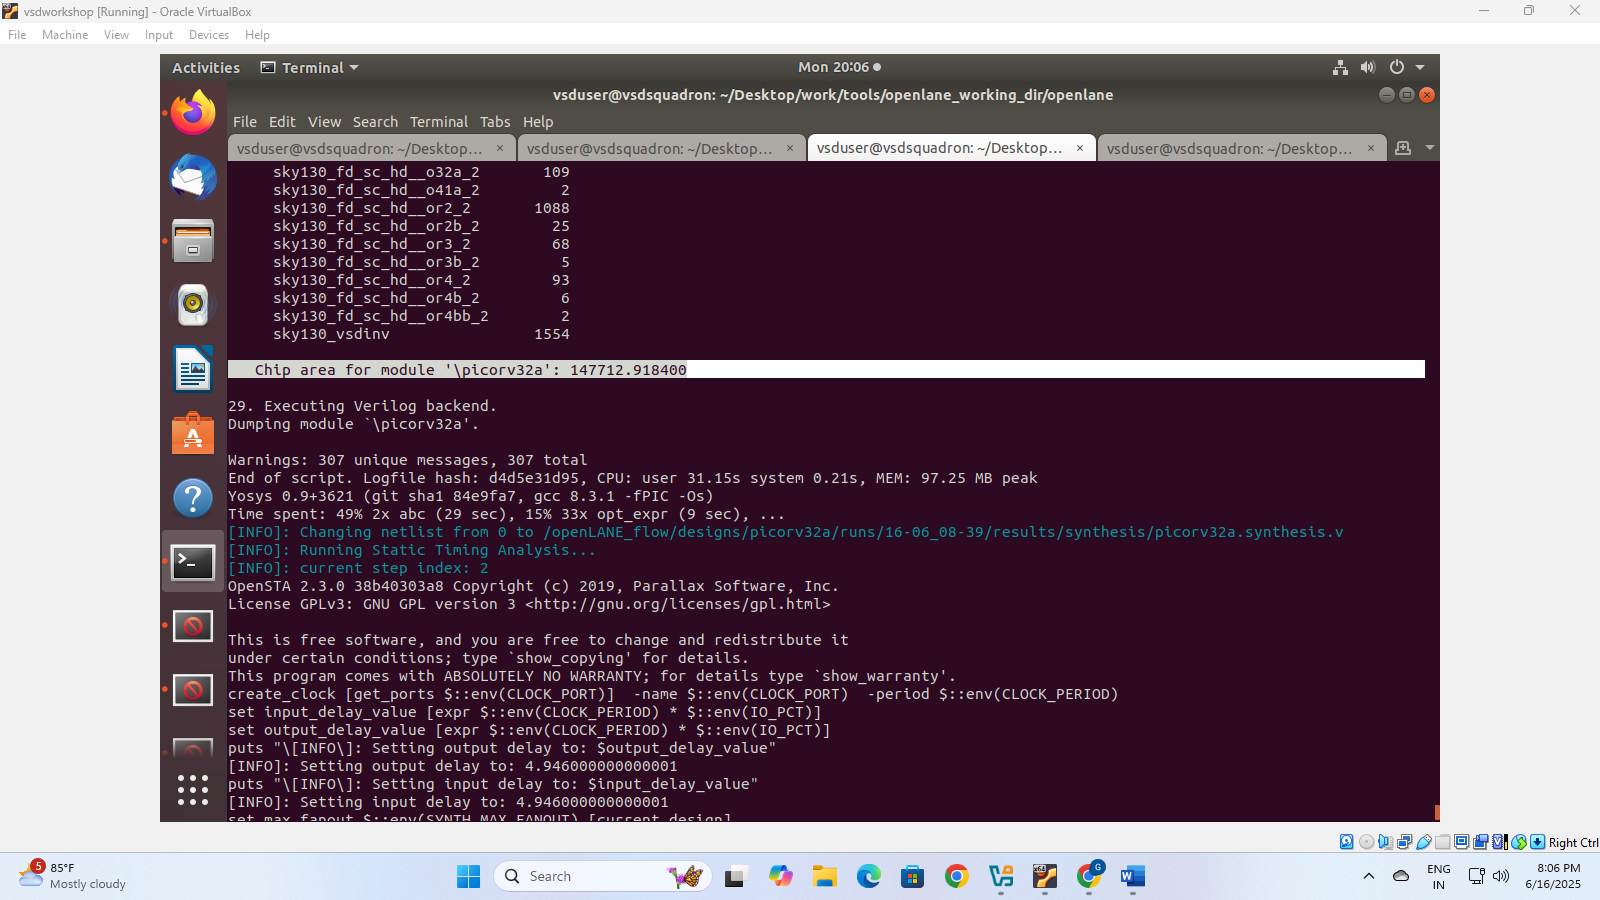 vsdworkshop [Running] - Oracle VirtualBox
File Machine View Input Devices Help
Activities Terminal Mon 20:06
vsduser@vsdsquadron: ~/Desktop/work/tools/openlane_working_dir/openlane
File Edit View Search Terminal Tabs Help
vsduser@vsdsquadron: ~/Desktop... × vsduser@vsdsquadron: ~/Desktop... × vsduser@vsdsquadron: ~/Desktop... × vsduser@vsdsquadron: ~/Desktop... ×
sky130_fd_sc_hd__o32a_2 109
sky130_fd_sc_hd__o41a_2 2
sky130_fd_sc_hd__or2_2 1088
sky130_fd_sc_hd__or2b_2 25
sky130_fd_sc_hd__or3_2 68
sky130_fd_sc_hd__or3b_2 5
sky130_fd_sc_hd__or4_2 93
sky130_fd_sc_hd__or4b_2 6
sky130_fd_sc_hd__or4bb_2 2
sky130_vsdinv 1554
Chip area for module '\picorv32a': 147712.918400
29. Executing Verilog backend.
Dumping module `\picorv32a'.
Warnings: 307 unique messages, 307 total
End of script. Logfile hash: d4d5e31d95, CPU: user 31.15s system 0.21s, MEM: 97.25 MB peak
Yosys 0.9+3621 (git sha1 84e9fa7, gcc 8.3.1 -fPIC -Os)
Time spent: 49% 2x abc (29 sec), 15% 33x opt_expr (9 sec), ...
[INFO]: Changing netlist from 0 to /openLANE_flow/designs/picorv32a/runs/16-06_08-39/results/synthesis/picorv32a.synthesis.v
[INFO]: Running Static Timing Analysis...
[INFO]: current step index: 2
OpenSTA 2.3.0 38b40303a8 Copyright (c) 2019, Parallax Software, Inc.
License GPLv3: GNU GPL version 3 <http://gnu.org/licenses/gpl.html>
This is free software, and you are free to change and redistribute it
under certain conditions; type `show_copying' for details.
This program comes with ABSOLUTELY NO WARRANTY; for details type `show_warranty'.
create_clock [get_ports $::env(CLOCK_PORT)] -name $::env(CLOCK_PORT) -period $::env(CLOCK_PERIOD)
set input_delay_value [expr $::env(CLOCK_PERIOD) * $::env(IO_PCT)]
set output_delay_value [expr $::env(CLOCK_PERIOD) * $::env(IO_PCT)]
puts "\[INFO\]: Setting output delay to: $output_delay_value"
[INFO]: Setting output delay to: 4.946000000000001
puts "\[INFO\]: Setting input delay to: $input_delay_value"
[INFO]: Setting input delay to: 4.946000000000001
set_max_fanout $::env(SYNTH_MAX_FANOUT) [current_design]
Right Ctrl
5 85°F
Mostly cloudy
Search
ENG
IN
8:06 PM
6/16/2025